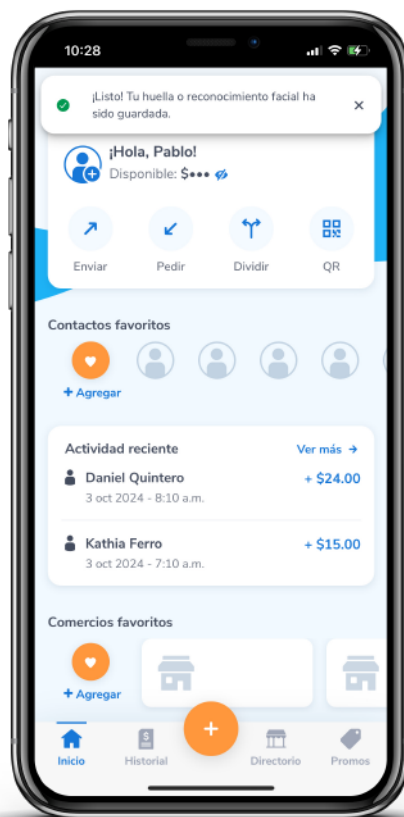 10:28
¡Listo! Tu huella o reconocimiento facial ha
sido guardada.
¡Hola, Pablo!
Disponible: $•••
Enviar
Pedir
Dividir
QR
Contactos favoritos
+ Agregar
Actividad reciente
Ver más →
Daniel Quintero
+ $24.00
3 oct 2024 - 8:10 a.m.
Kathia Ferro
+ $15.00
3 oct 2024 - 7:10 a.m.
Comercios favoritos
+ Agregar
Inicio
Historial
Directorio
Promos